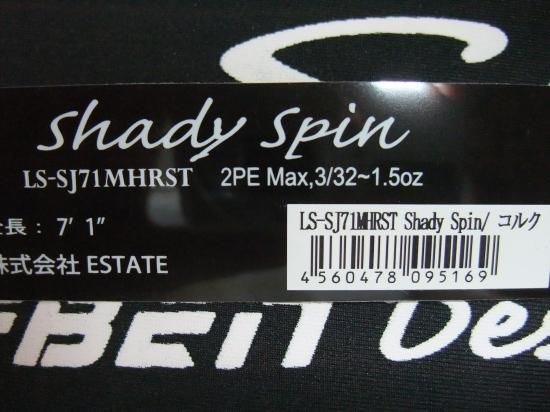 Shady Spin
LS-SJ71MHRST 2PE Max,3/32~1.5oz
全長： 7' 1"
LS-SJ71MHRST Shady Spin/ コルク
4 560478 095169
株式会社 ESTATE